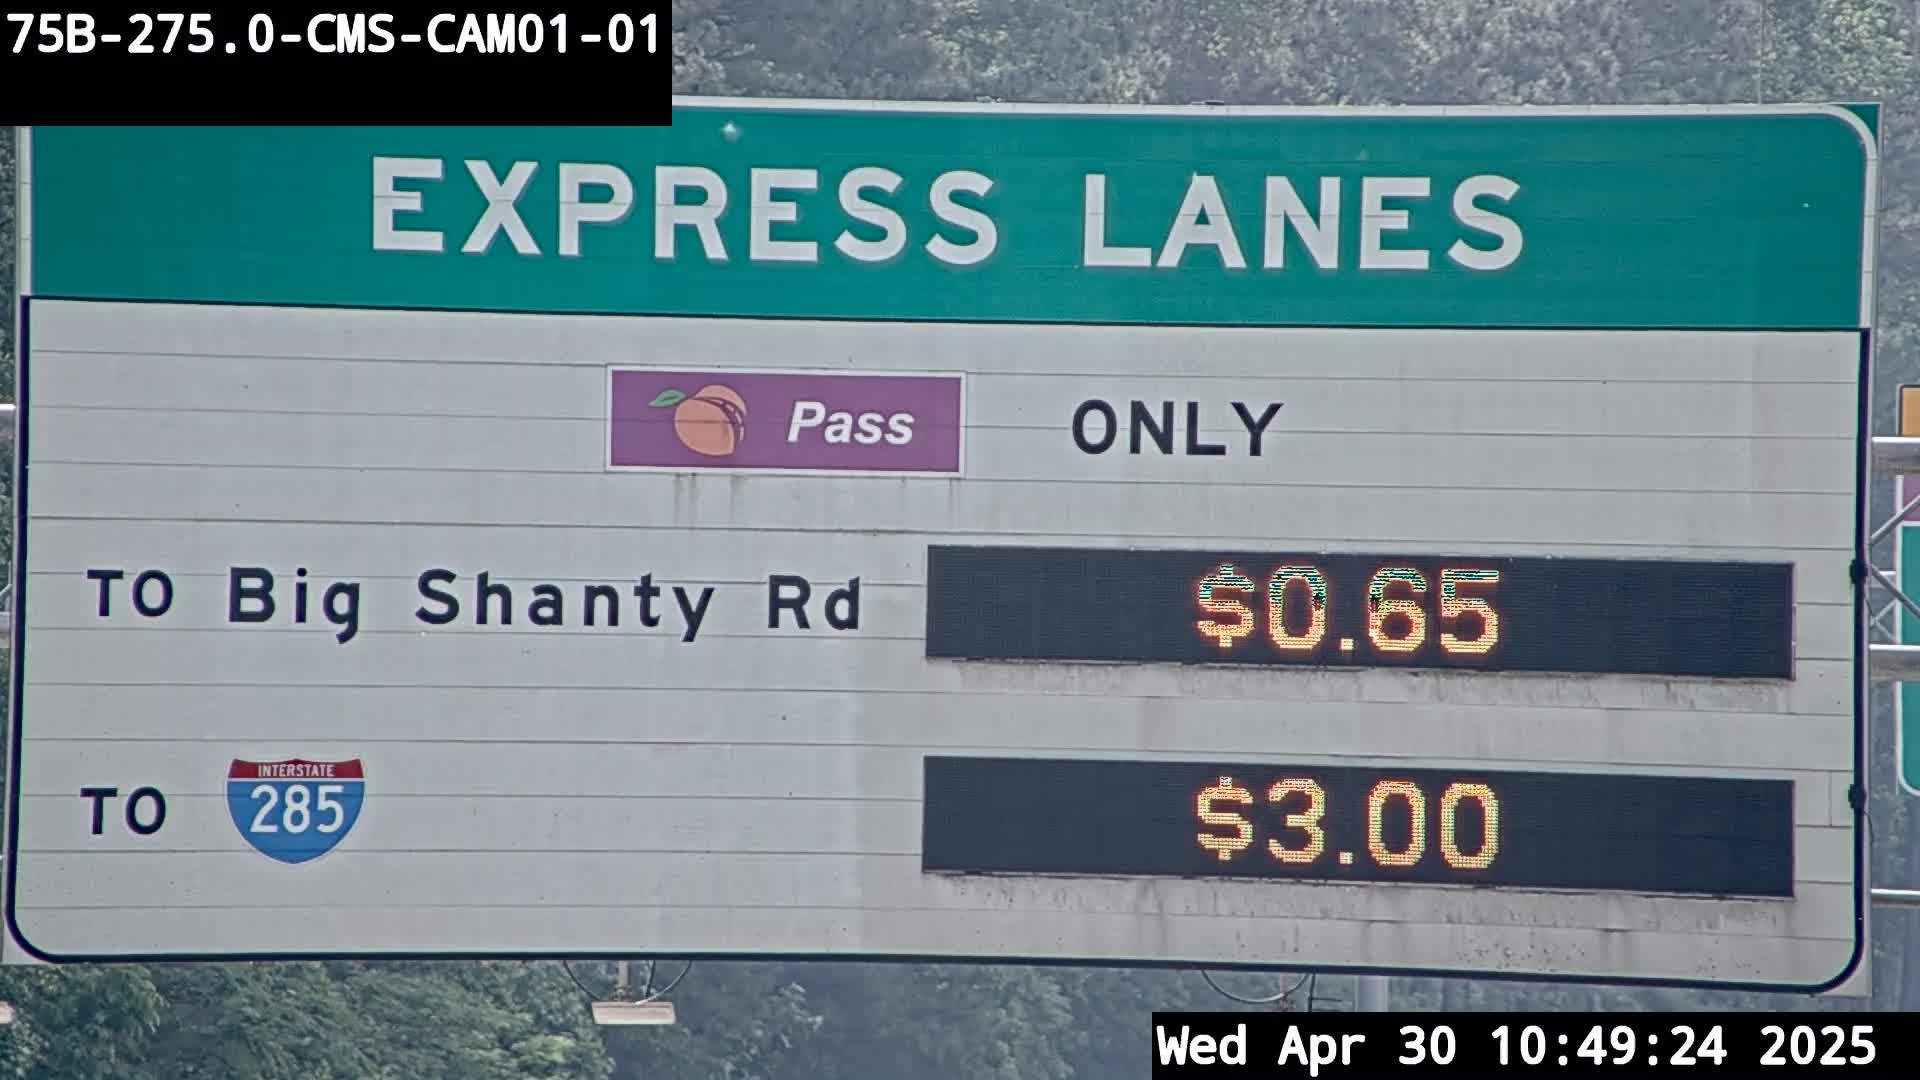 75B-275.0-CMS-CAM01-01
EXPRESS LANES
Pass ONLY
TO Big Shanty Rd $0.65
INTERSTATE
TO 285 $3.00
Wed Apr 30 10:49:24 2025